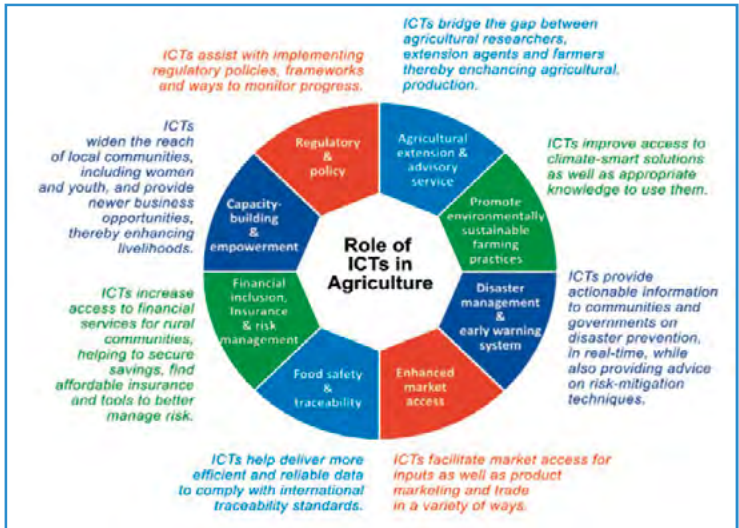 ICTs bridge the gap between
agricultural researchers,
extension agents and farmers
thereby enchancing agricultural,
production.
ICTs assist with implementing
regulatory policies, frameworks
and ways to monitor progress.
Regulatory
&
policy
Agricultural
extension &
advisory
service
ICTs
widen the reach
of local communities,
including women
and youth, and provide
newer business
opportunities,
thereby enhancing
livelihoods.
ICTs improve access to
climate-smart solutions
as well as appropriate
knowledge to use them.
Capacity-
building
&
empowerment
Promote
environmentally
sustainable
farming
practices
Role of
ICTs in
Agriculture
Financial
inclusion,
Insurance
& risk
management
Disaster
management
&
early warning
system
ICTs increase
access to financial
services for rural
communities,
helping to secure
savings, find
affordable insurance
and tools to better
manage risk.
ICTs provide
actionable information
to communities and
governments on
disaster prevention,
in real-time, while
also providing advice
on risk-mitigation
techniques.
Food safety
&
traceability
Enhanced
market
access
ICTs help deliver more
efficient and reliable data
to comply with international
traceability standards.
ICTs facilitate market access for
inputs as well as product
marketing and trade
in a variety of ways.